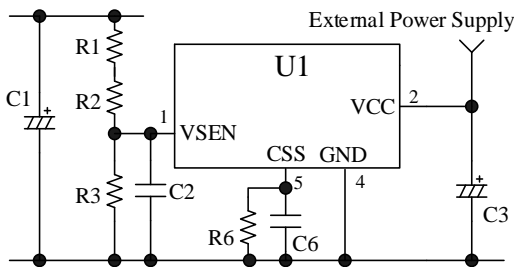 External Power Supply
R1
U1
C1
R2
1
VSEN
VCC
2
CSS
GND
R3
C2
5
4
R6
C6
C3
+
+